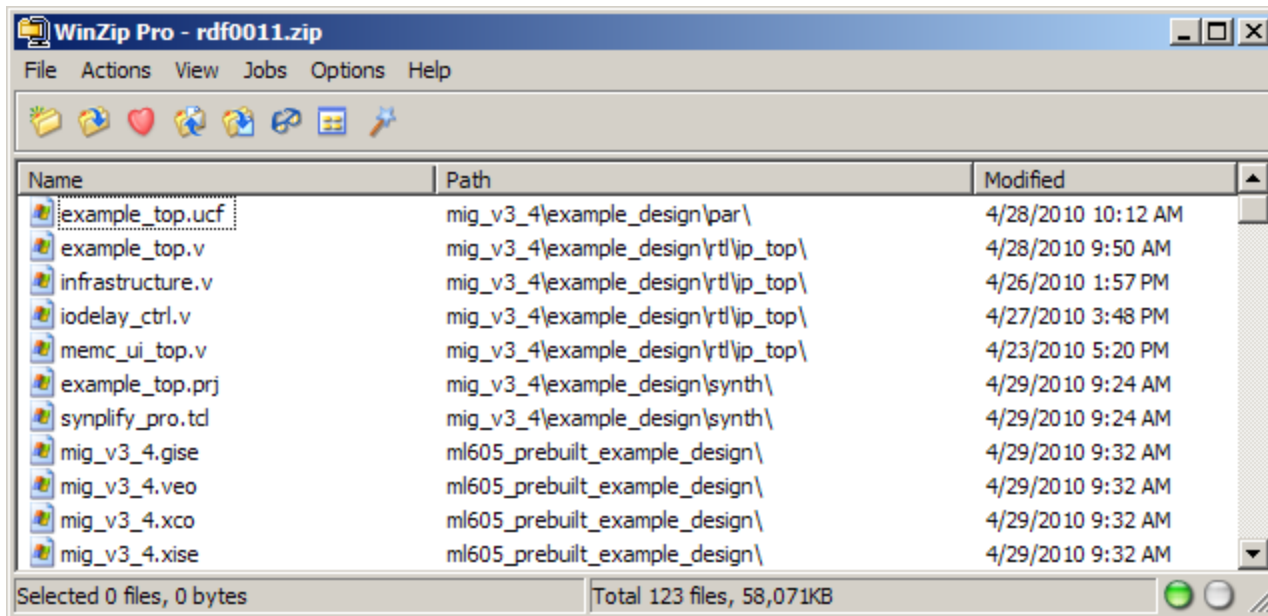 WinZip Pro - rdf0011.zip
File Actions View Jobs Options Help
Name Path Modified
example_top.ucf mig_v3_4\example_design\par\ 4/28/2010 10:12 AM
example_top.v mig_v3_4\example_design\rtl\ip_top\ 4/28/2010 9:50 AM
infrastructure.v mig_v3_4\example_design\rtl\ip_top\ 4/26/2010 1:57 PM
iodelay_ctrl.v mig_v3_4\example_design\rtl\ip_top\ 4/27/2010 3:48 PM
memc_ui_top.v mig_v3_4\example_design\rtl\ip_top\ 4/23/2010 5:20 PM
example_top.prj mig_v3_4\example_design\synth\ 4/29/2010 9:24 AM
synplify_pro.tcl mig_v3_4\example_design\synth\ 4/29/2010 9:24 AM
mig_v3_4.gise ml605_prebuilt_example_design\ 4/29/2010 9:32 AM
mig_v3_4.veo ml605_prebuilt_example_design\ 4/29/2010 9:32 AM
mig_v3_4.xco ml605_prebuilt_example_design\ 4/29/2010 9:32 AM
mig_v3_4.xise ml605_prebuilt_example_design\ 4/29/2010 9:32 AM
Selected 0 files, 0 bytes Total 123 files, 58,071KB